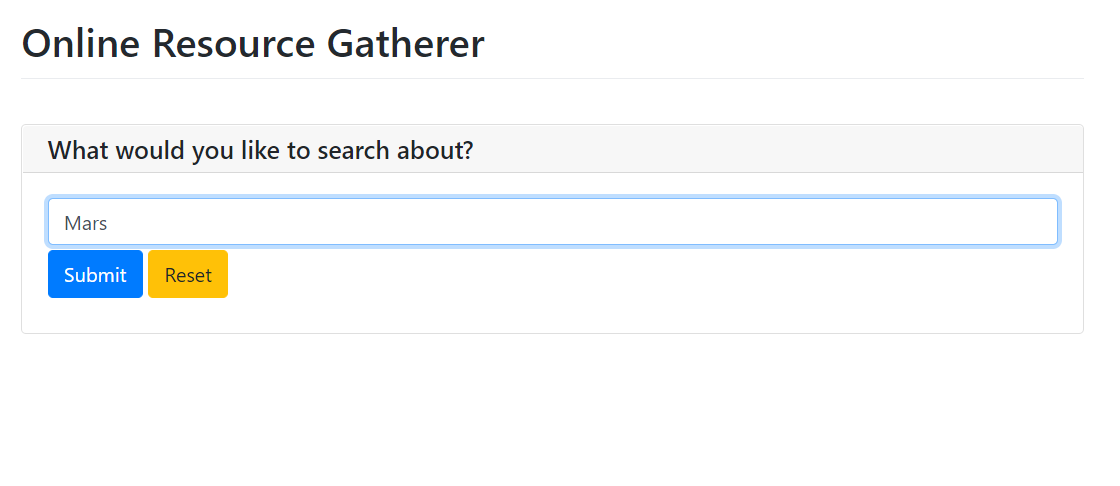 Online Resource Gatherer
What would you like to search about?
Mars
Submit Reset